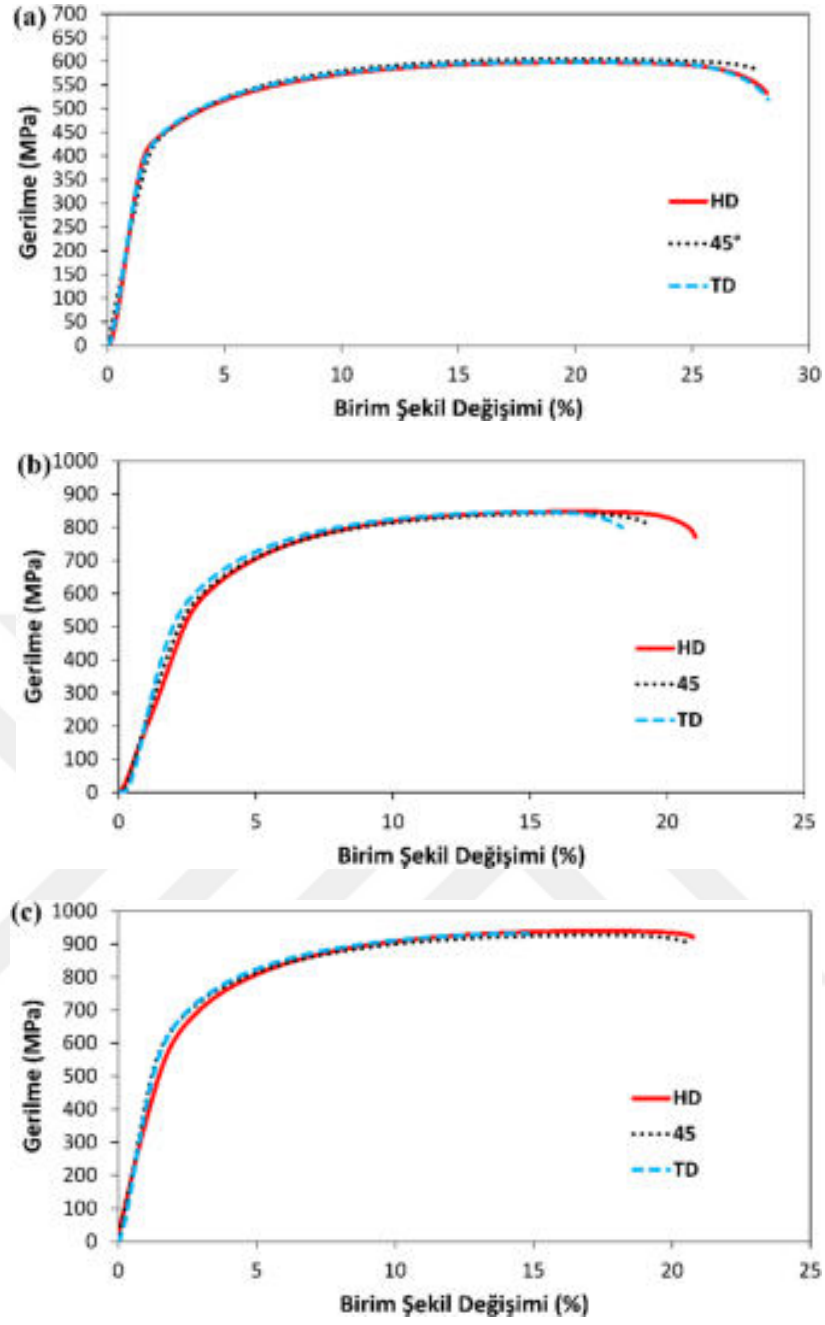 (a)
700
650
600
550
500
450
400
350
300
250
200
150
100
50
0
Gerilme (MPa)
HD
45°
TD
0 5 10 15 20 25 30
Birim Şekil Değişimi (%)
(b)
1000
900
800
700
600
500
400
300
200
100
0
Gerilme (MPa)
HD
45
TD
0 5 10 15 20 25
Birim Şekil Değişimi (%)
(c)
1000
900
800
700
600
500
400
300
200
100
0
Gerilme (MPa)
HD
45
TD
0 5 10 15 20 25
Birim Şekil Değişimi (%)